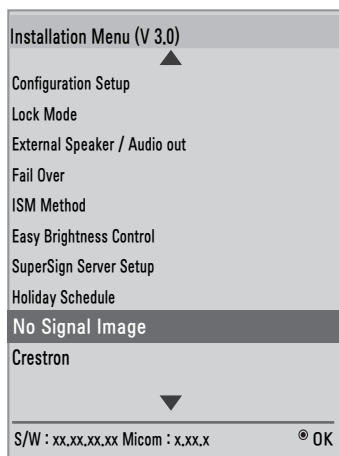 Installation Menu (V 3.0)
Configuration Setup
Lock Mode
External Speaker / Audio out
Fail Over
ISM Method
Easy Brightness Control
SuperSign Server Setup
Holiday Schedule
No Signal Image
Crestron
S/W : xx.xx.xx.xx Micom : x.xx.x OK